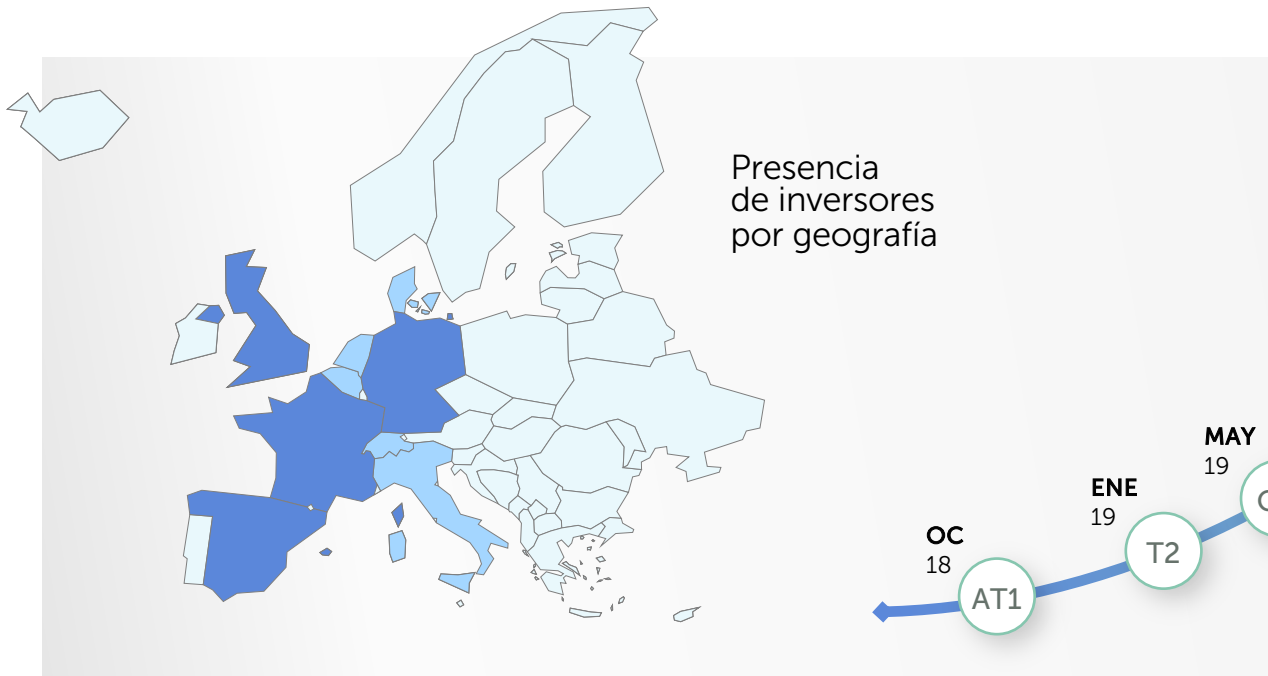 Presencia
de inversores
por geografía
MAY
19
ENE
19
T2
OC
18
AT1